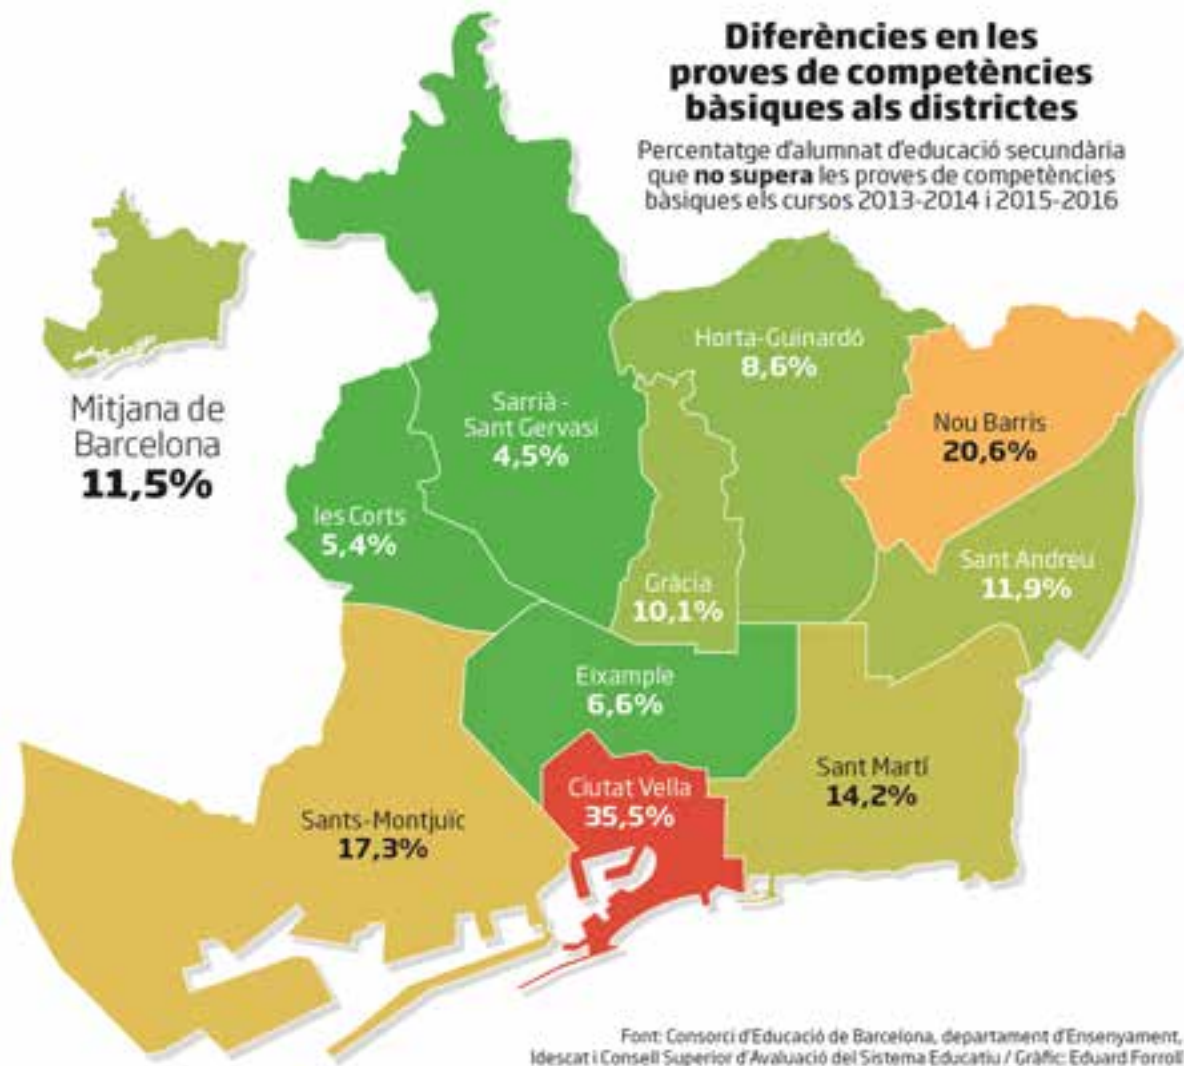 Diferències en les
proves de competències
bàsiques als districtes
Percentatge d'alumnat d'educació secundària
que no supera les proves de competències
bàsiques els cursos 2013-2014 i 2015-2016
Mitjana de
Barcelona
11,5%
Horta-Guinardó
8,6%
Sarrià -
Sant Gervasi
4,5%
Nou Barris
20,6%
les Corts
5,4%
Gràcia
10,1%
Sant Andreu
11,9%
Eixample
6,6%
Sants-Montjuïc
17,3%
Ciutat Vella
35,5%
Sant Martí
14,2%
Font: Consorci d'Educació de Barcelona, departament d'Ensenyament,
Idescat i Consell Superior d'Avaluació del Sistema Educatiu / Gràfic: Eduard Forroll